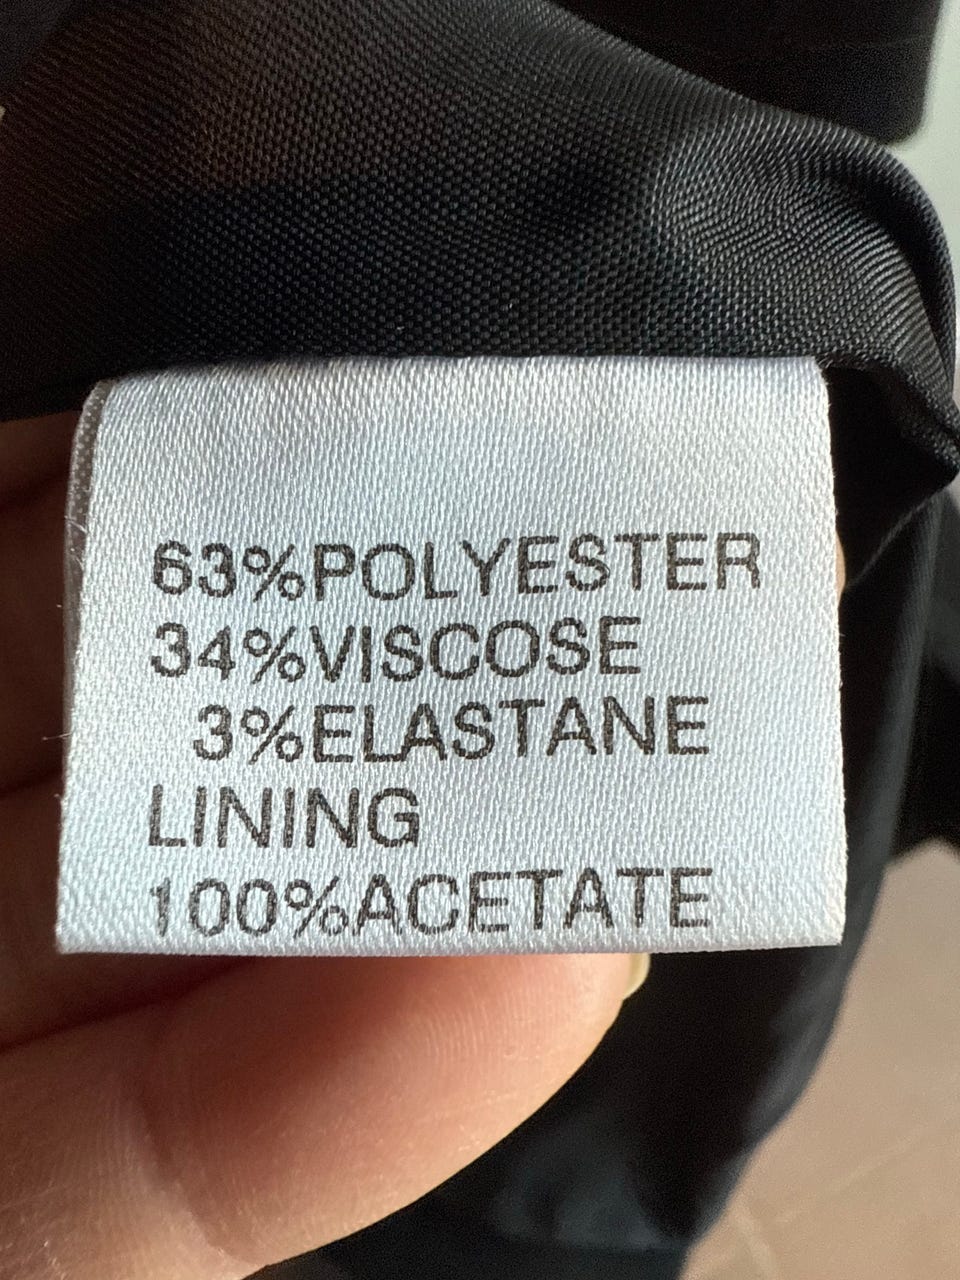 63%POLYESTER
34%VISCOSE
3%ELASTANE
LINING
100%ACETATE